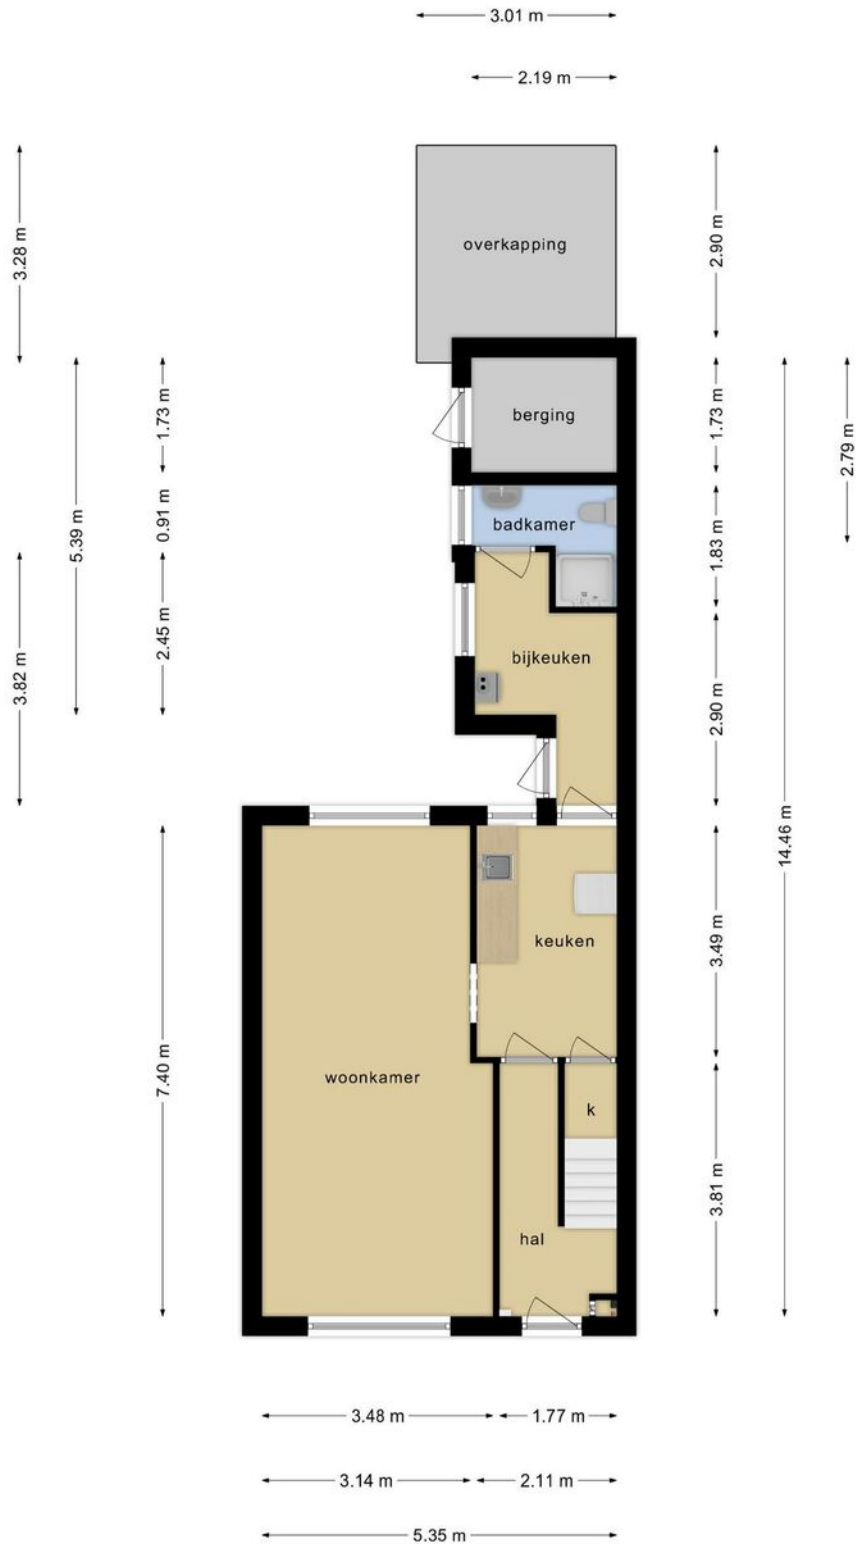 3.01 m
2.19 m
3.28 m
overkapping
2.90 m
5.39 m
1.73 m
berging
1.73 m
2.79 m
0.91 m
badkamer
1.83 m
3.82 m
2.45 m
bijkeuken
2.90 m
14.46 m
keuken
3.49 m
7.40 m
woonkamer
k
3.81 m
hal
3.48 m
1.77 m
3.14 m
2.11 m
5.35 m